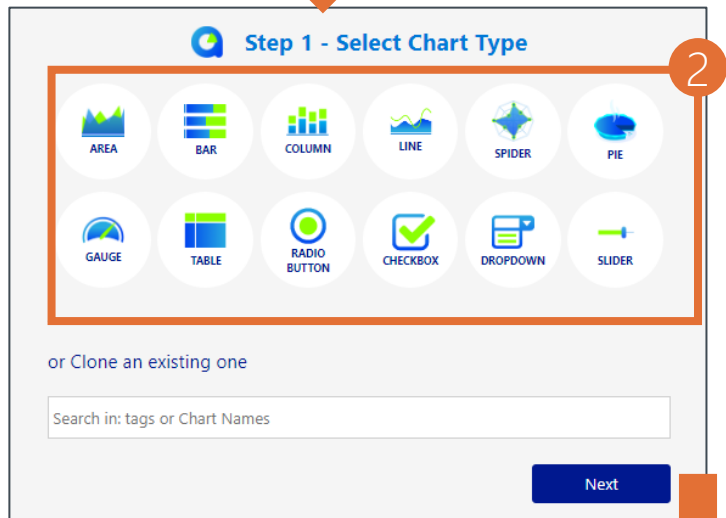 Step 1 - Select Chart Type
2
AREA
BAR
COLUMN
LINE
SPIDER
PIE
GAUGE
TABLE
RADIO
BUTTON
CHECKBOX
DROPDOWN
SLIDER
or Clone an existing one
Search in: tags or Chart Names
Next